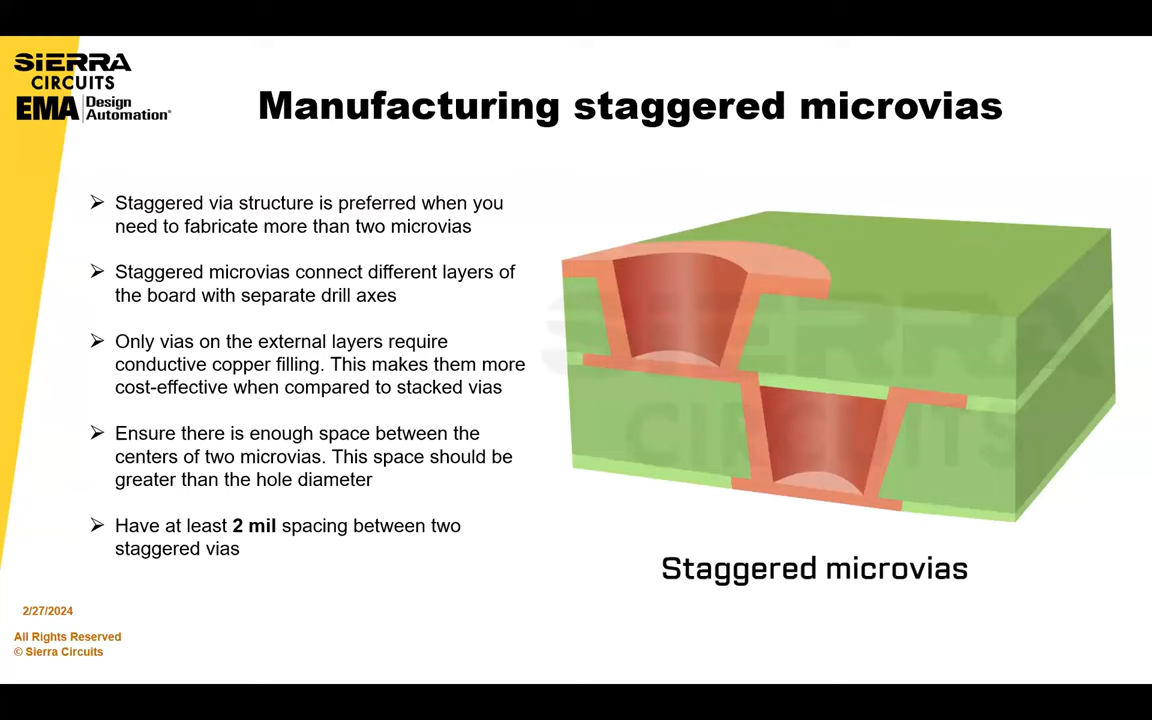 SIERRA
CIRCUITS
EMA Design
Automation®
Manufacturing staggered microvias
➢ Staggered via structure is preferred when you
need to fabricate more than two microvias
➢ Staggered microvias connect different layers of
the board with separate drill axes
➢ Only vias on the external layers require
conductive copper filling. This makes them more
cost-effective when compared to stacked vias
➢ Ensure there is enough space between the
centers of two microvias. This space should be
greater than the hole diameter
➢ Have at least 2 mil spacing between two
staggered vias
SIERRA
CIRCUITS
Staggered microvias
2/27/2024
All Rights Reserved
© Sierra Circuits